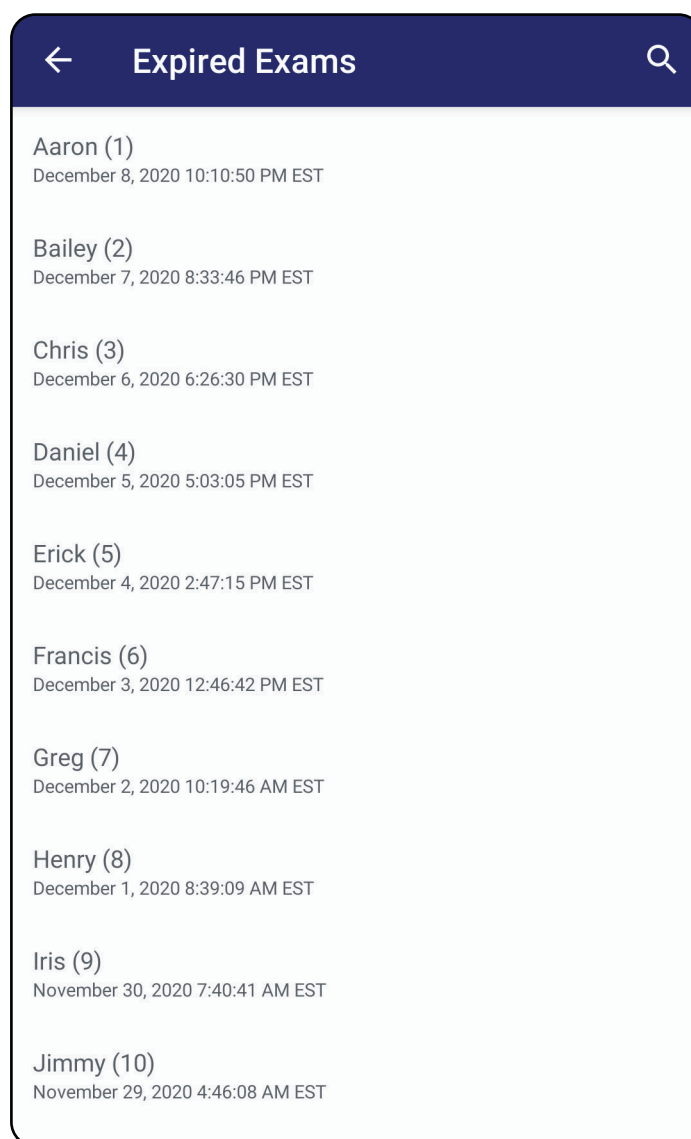 Expired Exams
Aaron (1)
December 8, 2020 10:10:50 PM EST
Bailey (2)
December 7, 2020 8:33:46 PM EST
Chris (3)
December 6, 2020 6:26:30 PM EST
Daniel (4)
December 5, 2020 5:03:05 PM EST
Erick (5)
December 4, 2020 2:47:15 PM EST
Francis (6)
December 3, 2020 12:46:42 PM EST
Greg (7)
December 2, 2020 10:19:46 AM EST
Henry (8)
December 1, 2020 8:39:09 AM EST
Iris (9)
November 30, 2020 7:40:41 AM EST
Jimmy (10)
November 29, 2020 4:46:08 AM EST